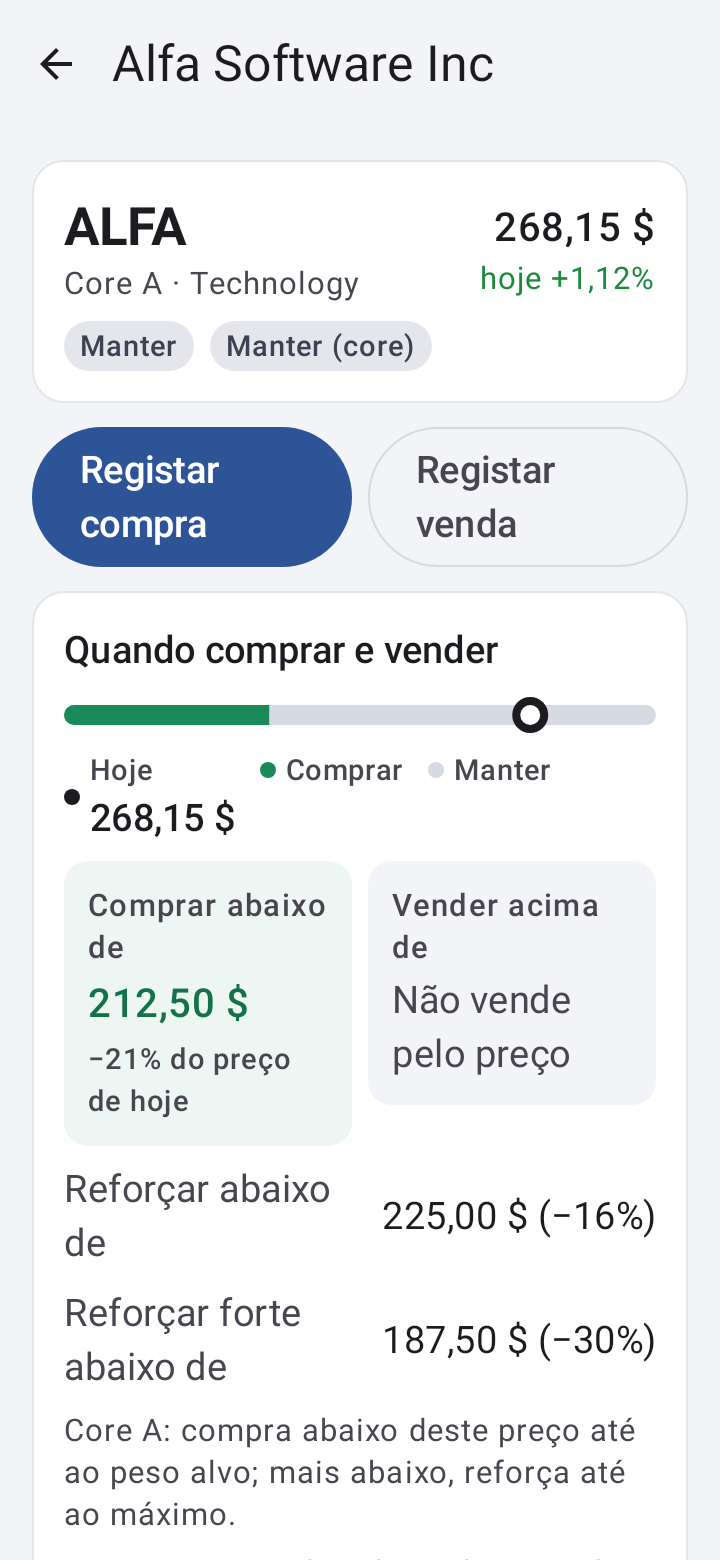 Alfa Software Inc
ALFA
268,15 $
Core A · Technology
hoje +1,12%
Manter
Manter (core)
Registar
compra
Registar
venda
Quando comprar e vender
Hoje
268,15 $
Comprar
Manter
Comprar abaixo
de
212,50 $
−21% do preço
de hoje
Vender acima
de
Não vende
pelo preço
Reforçar abaixo
de
225,00 $ (−16%)
Reforçar forte
abaixo de
187,50 $ (−30%)
Core A: compra abaixo deste preço até
ao peso alvo; mais abaixo, reforça até
ao máximo.